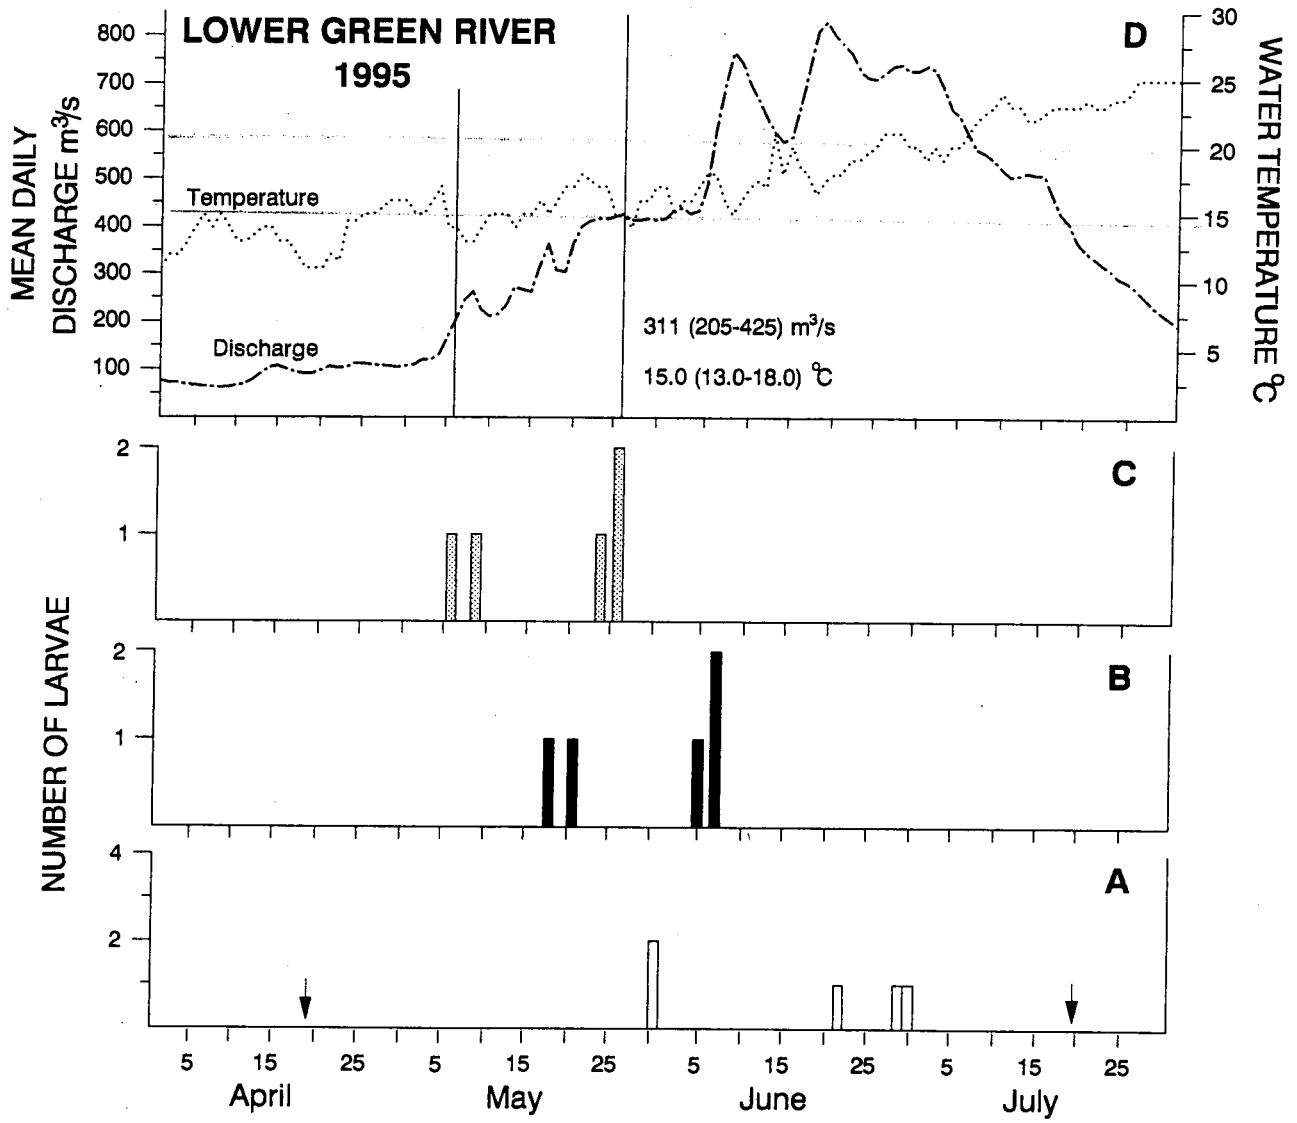 LOWER GREEN RIVER
1995
D
MEAN DAILY
DISCHARGE m³/s
800
700
600
500
400
300
200
100
WATER TEMPERATURE °C
30
25
20
15
10
5
Temperature
Discharge
311 (205-425) m³/s
15.0 (13.0-18.0) °C
NUMBER OF LARVAE
2
1
C
2
1
B
4
2
A
5 15 25 5 15 25 5 15 25 5 15 25
April May June July